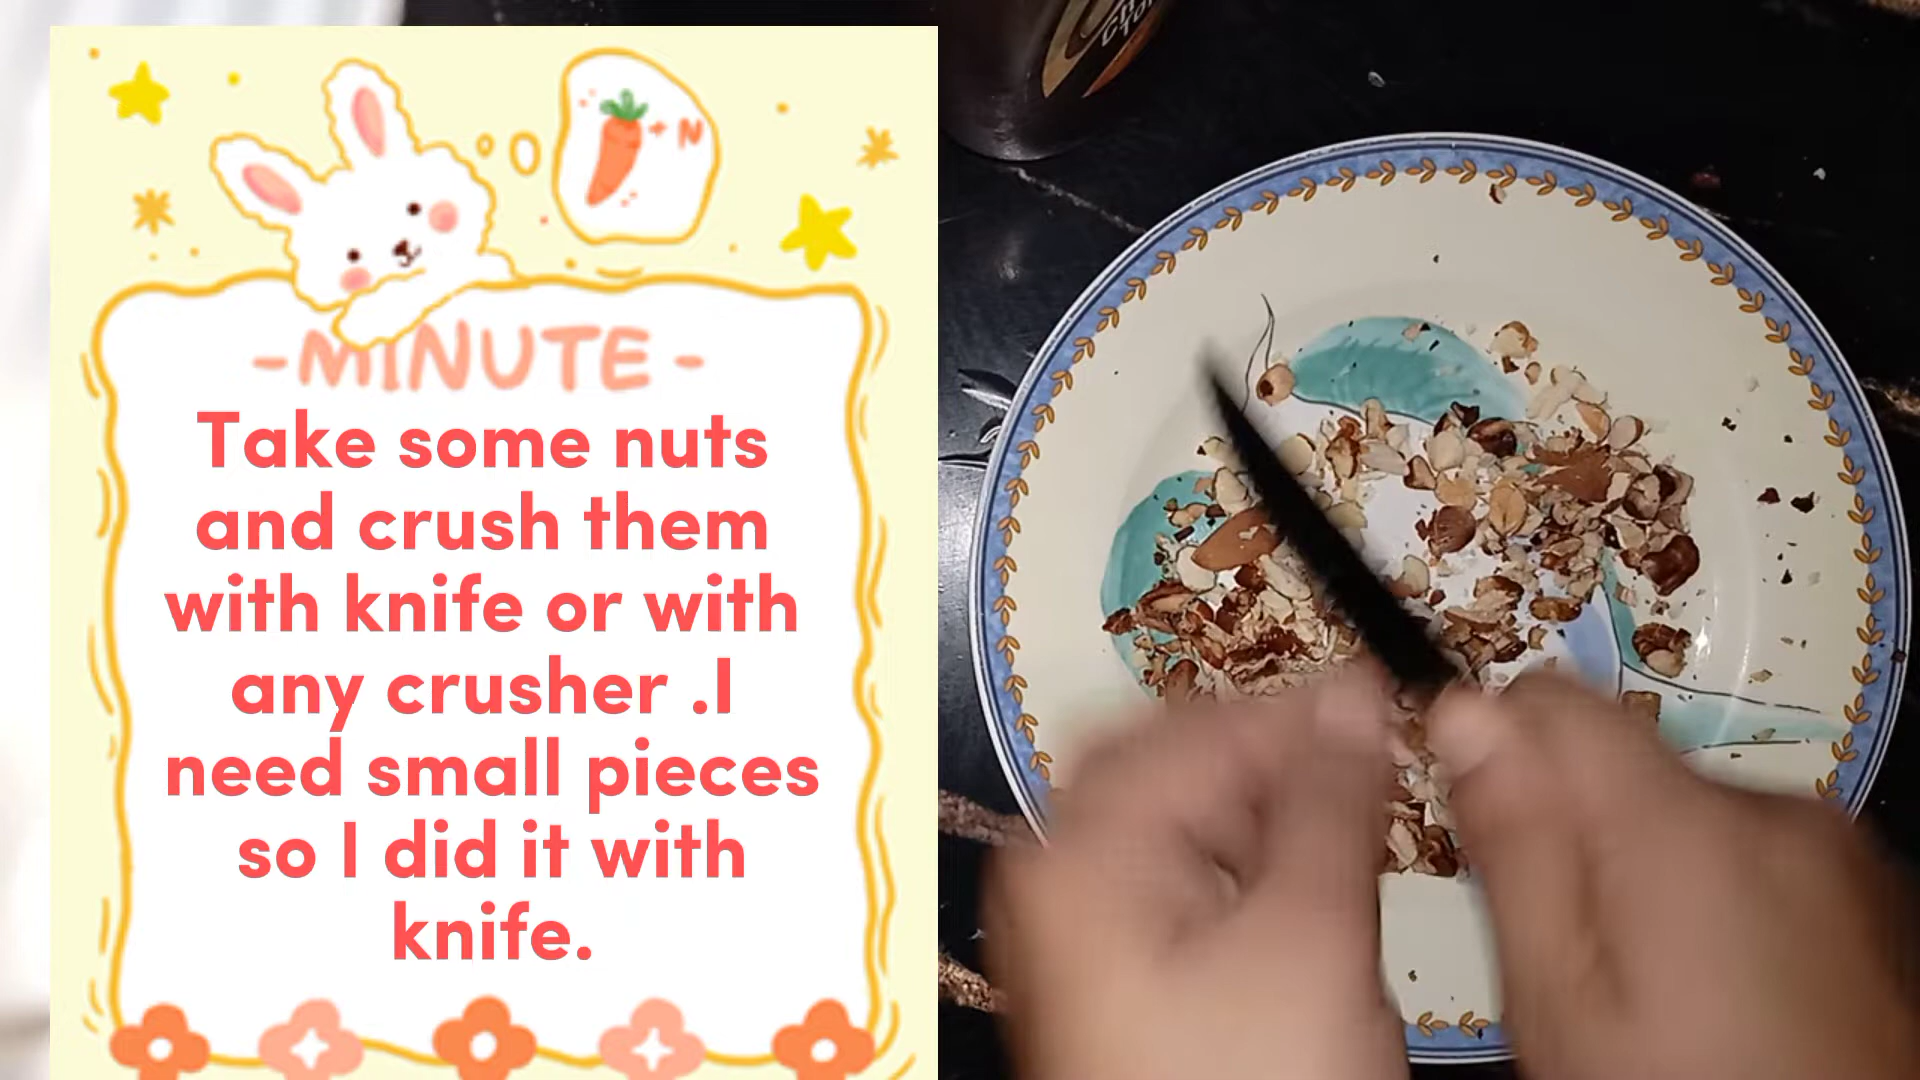 + N
-MINUTE-
Take some nuts
and crush them
with knife or with
any crusher .I
need small pieces
so I did it with
knife.